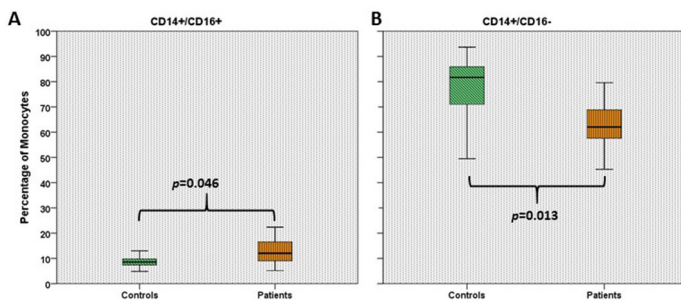 A
CD14+/CD16+
B
CD14+/CD16-
Percentage of Monocytes
100
90
80
70
60
50
40
30
20
10
0
p=0.046
p=0.013
Controls
Patients
Controls
Patients